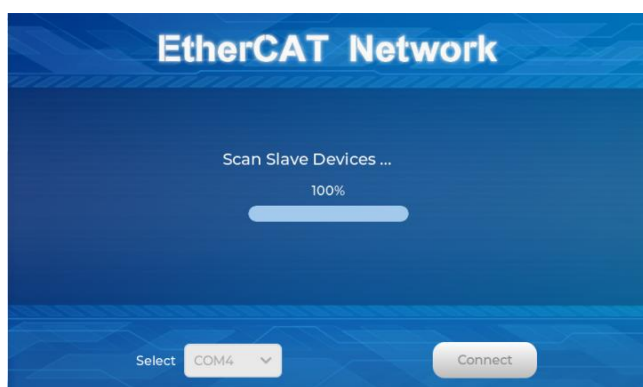 EtherCAT Network
Scan Slave Devices ...
100%
Select COM4 Connect